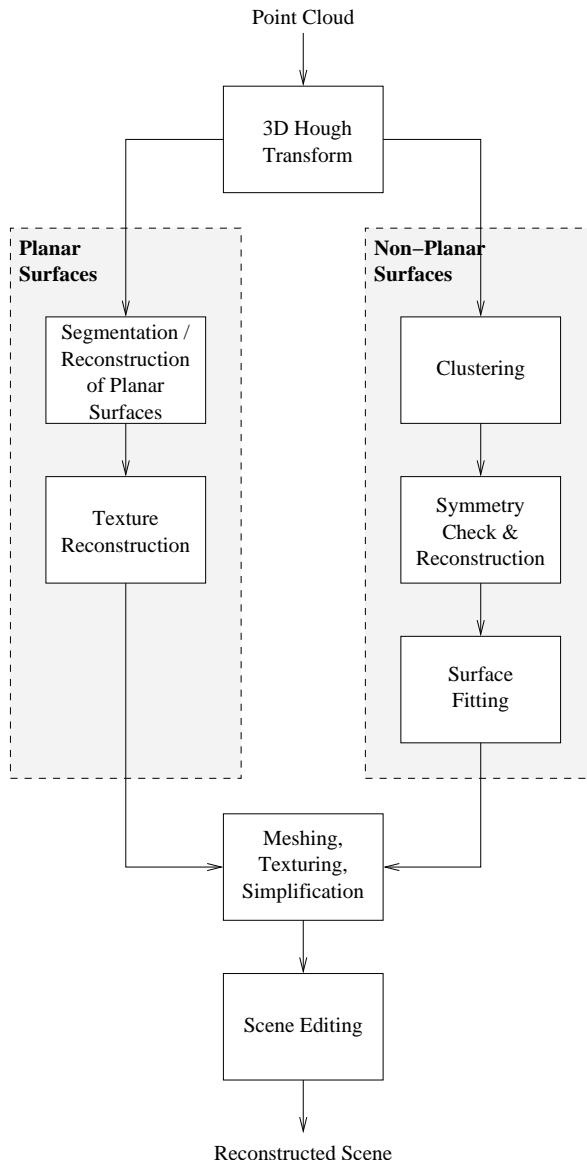 Point Cloud
3D Hough
Transform
Planar
Surfaces
Segmentation /
Reconstruction
of Planar
Surfaces
Texture
Reconstruction
Non−Planar
Surfaces
Clustering
Symmetry
Check &
Reconstruction
Surface
Fitting
Meshing,
Texturing,
Simplification
Scene Editing
Reconstructed Scene